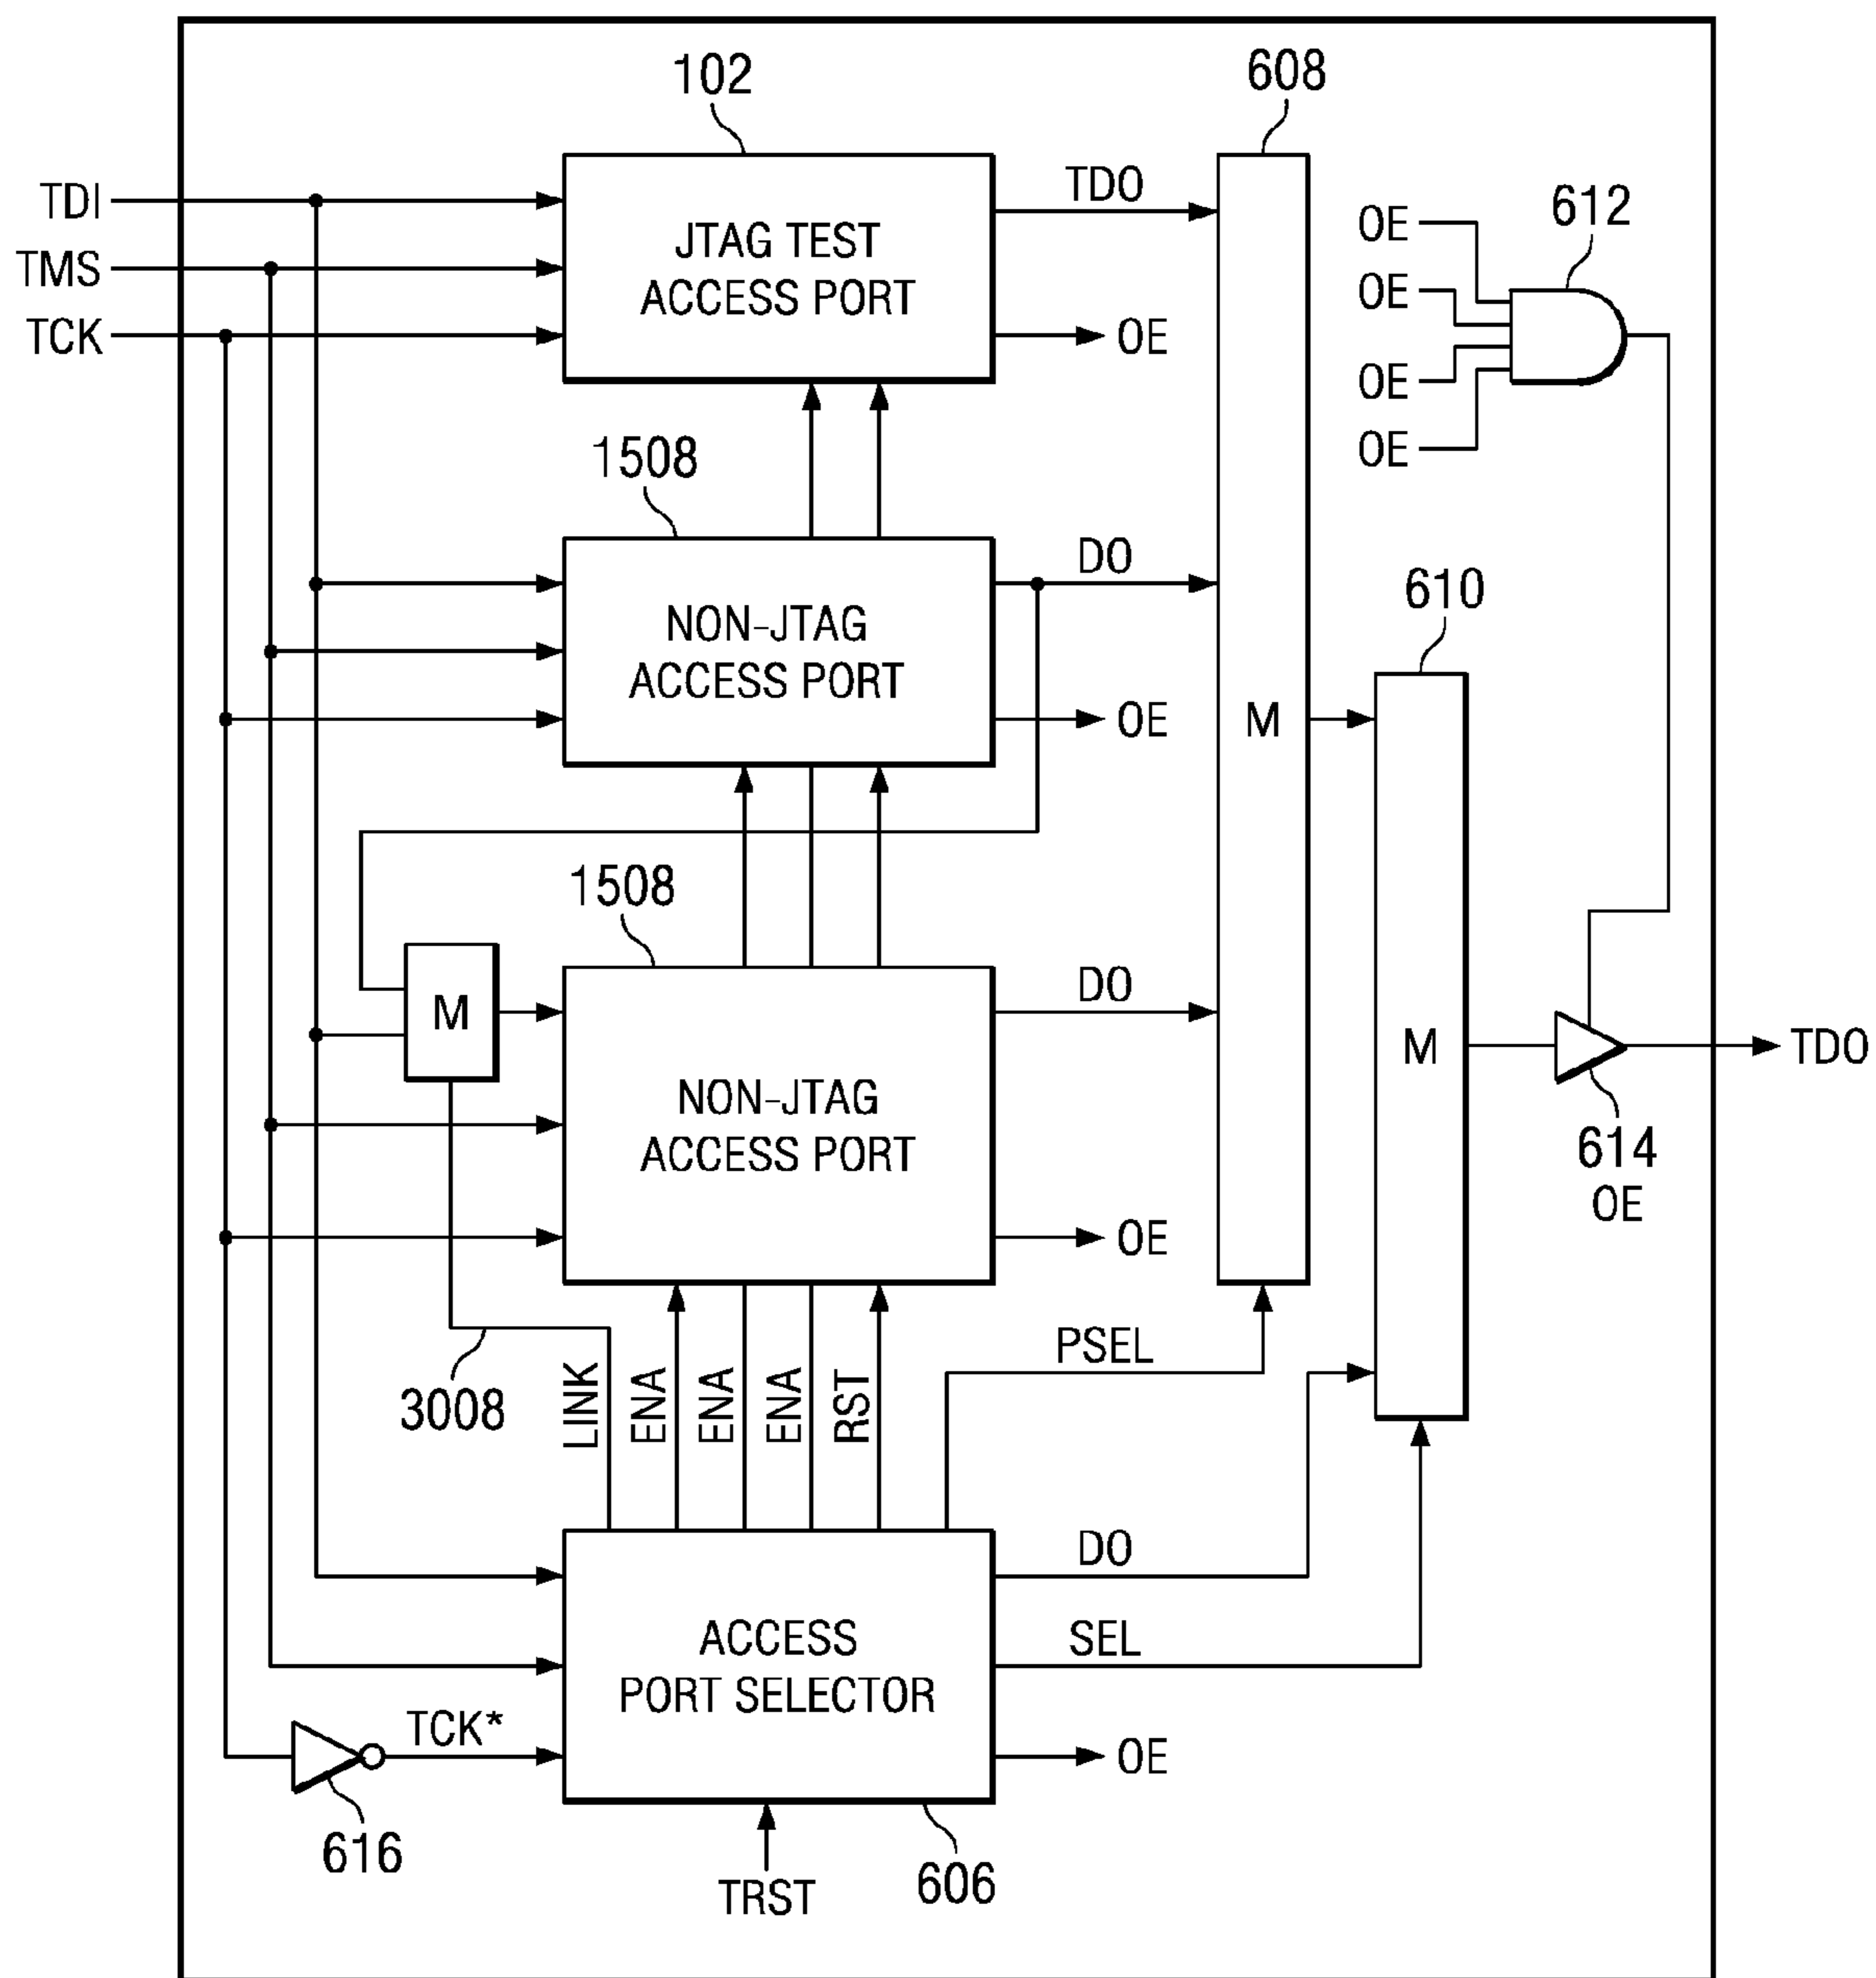 102
608
TDI
TMS
TCK
JTAG TEST
ACCESS PORT
TDO
OE
OE
OE
OE
OE
612
1508
NON-JTAG
ACCESS PORT
DO
OE
M
610
1508
M
NON-JTAG
ACCESS PORT
DO
OE
M
TDO
614
OE
3008
LINK
ENA
ENA
ENA
RST
PSEL
ACCESS
PORT SELECTOR
DO
SEL
OE
TCK*
616
TRST
606